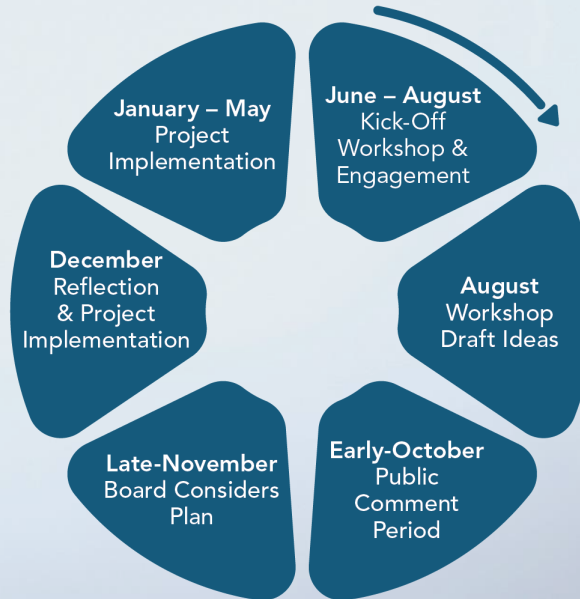 June – August
Kick-Off
Workshop &
Engagement
August
Workshop
Draft Ideas
Early-October
Public
Comment
Period
Late-November
Board Considers
Plan
December
Reflection
& Project
Implementation
January – May
Project
Implementation